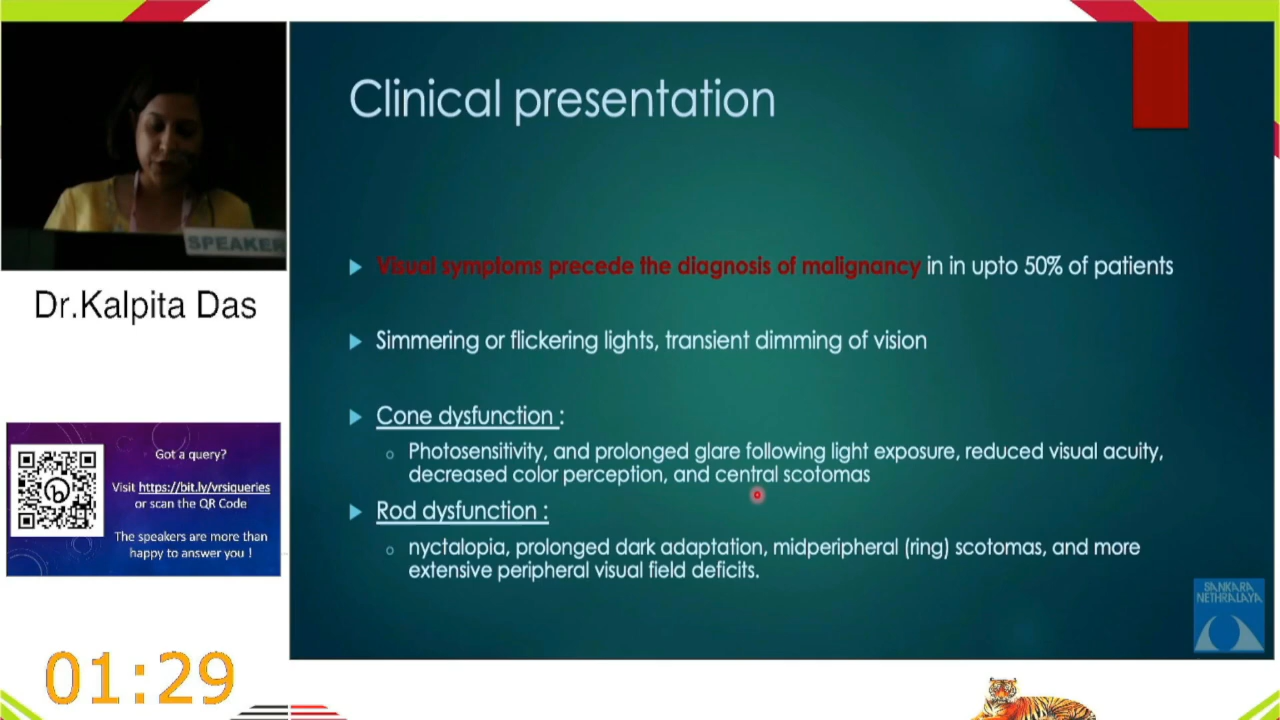 Clinical presentation
Visual symptoms precede the diagnosis of malignancy in in upto 50% of patients
Simmering or flickering lights, transient dimming of vision
Cone dysfunction :
Photosensitivity, and prolonged glare following light exposure, reduced visual acuity,
decreased color perception, and central scotomas
Rod dysfunction :
nyctalopia, prolonged dark adaptation, midperipheral (ring) scotomas, and more
extensive peripheral visual field deficits.
SANKARA
NETHRALAYA
SPEAKER
Dr.Kalpita Das
Got a query?
Visit https://bit.ly/vrsiqueries
or scan the QR Code
The speakers are more than
happy to answer you !
01:29